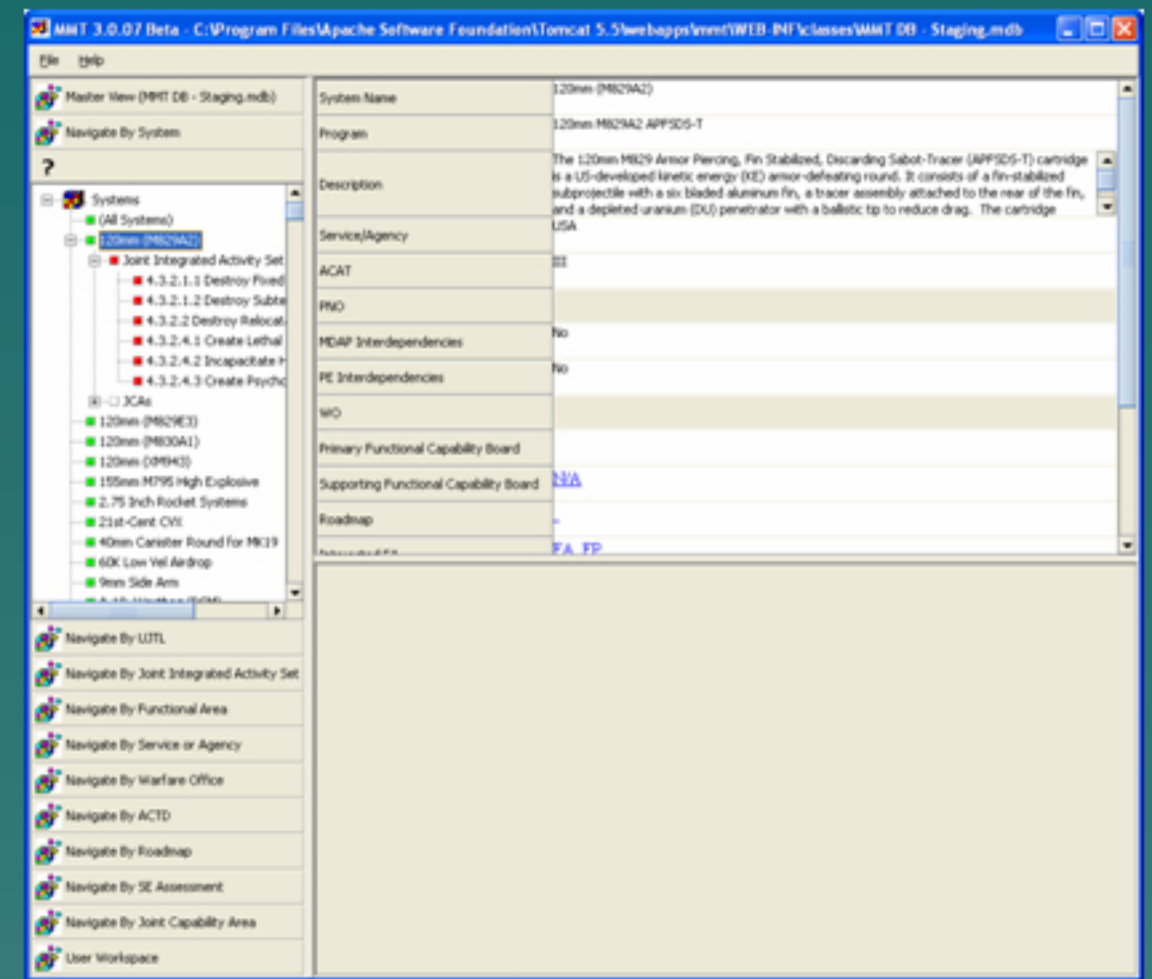 MMT 3.0.07 Beta - C:\Program Files\Apache Software Foundation\Tomcat 5.5\webapps\mmt\WEB-INF\classes\MMT DB - Staging.mdb
File Help
Master View (MMT DB - Staging.mdb)
Navigate By System
?
Systems
(All Systems)
120mm (M829A2)
Joint Integrated Activity Set
4.3.2.1.1 Destroy Fixed
4.3.2.1.2 Destroy Subte
4.3.2.2 Destroy Relocat
4.3.2.4.1 Create Lethal
4.3.2.4.2 Incapacitate H
4.3.2.4.3 Create Psycho
JCAs
120mm (M829E3)
120mm (M830A1)
120mm (XM943)
155mm M795 High Explosive
2.75 Inch Rocket Systems
21st-Cent CVX
40mm Canister Round for MK19
60K Low Vel Airdrop
9mm Side Arm
Navigate By UJTL
Navigate By Joint Integrated Activity Set
Navigate By Functional Area
Navigate By Service or Agency
Navigate By Warfare Office
Navigate By ACTD
Navigate By Roadmap
Navigate By SE Assessment
Navigate By Joint Capability Area
User Workspace
System Name
120mm (M829A2)
Program
120mm M829A2 APFSDS-T
Description
The 120mm M829 Armor Piercing, Fin Stabilized, Discarding Sabot-Tracer (APFSDS-T) cartridge
is a US-developed kinetic energy (KE) armor-defeating round. It consists of a fin-stabilized
subprojectile with a six bladed aluminum fin, a tracer assembly attached to the rear of the fin,
and a depleted uranium (DU) penetrator with a ballistic tip to reduce drag. The cartridge
Service/Agency
USA
ACAT
III
PNO
MDAP Interdependencies
No
PE Interdependencies
No
WO
Primary Functional Capability Board
Supporting Functional Capability Board
N/A
Roadmap
-
FA FP